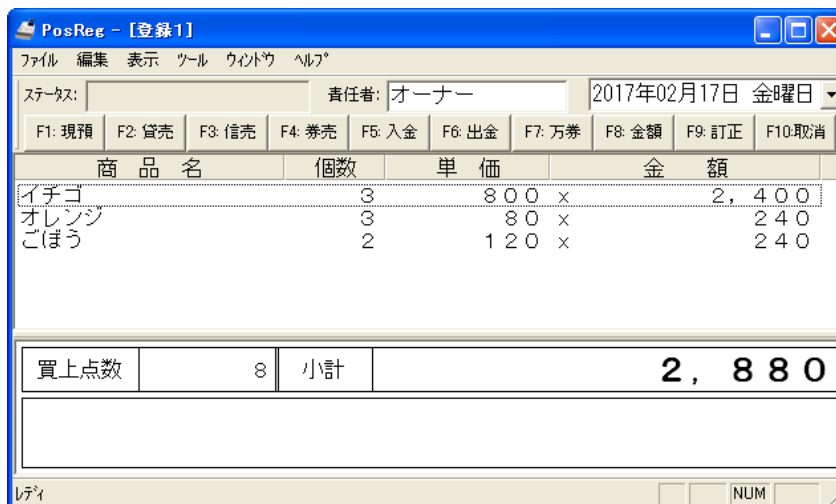 PosReg - [登録1]
ファイル 編集 表示 ツール ウィンドウ ヘルプ
ステータス: 責任者: オーナー 2017年02月17日 金曜日
F1: 現預 F2: 貸売 F3: 信売 F4: 券売 F5: 入金 F6: 出金 F7: 万券 F8: 金額 F9: 訂正 F10:取消
商品名 個数 単価 金額
イチゴ 3 800 x 2,400
オレンジ 3 80 x 240
ごぼう 2 120 x 240
買上点数 8 小計 2,880
レディ NUM